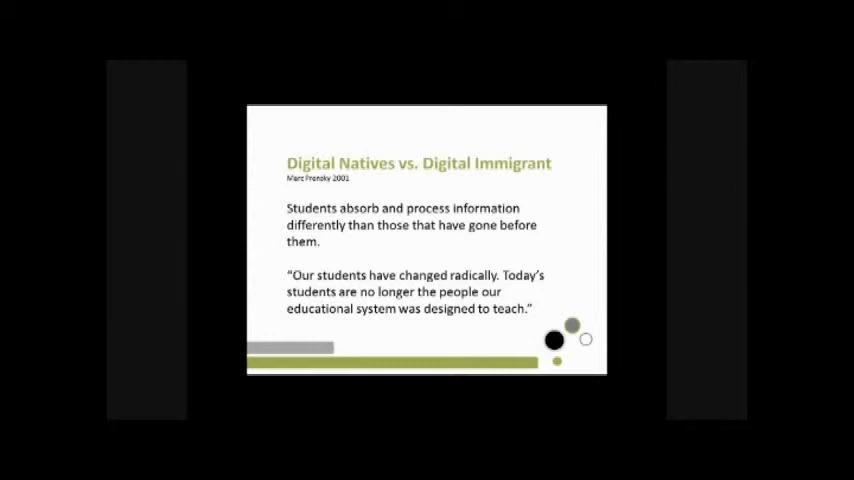 Digital Natives vs. Digital Immigrant
Marc Prensky 2001
Students absorb and process information
differently than those that have gone before
them.
“Our students have changed radically. Today’s
students are no longer the people our
educational system was designed to teach.”